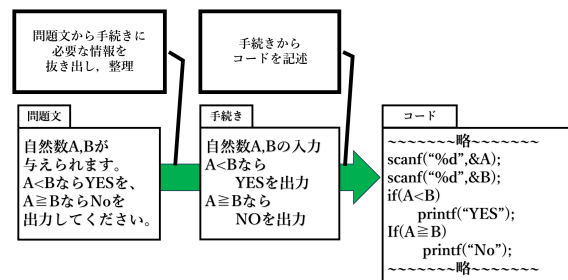 問題文から手続きに
必要な情報を
抜き出し，整理
手続きから
コードを記述
問題文
自然数A,Bが
与えられます。
A<BならYESを、
A≧BならNoを
出力してください。
手続き
自然数A,Bの入力
A<Bなら
YESを出力
A≧Bなら
NOを出力
コード
~~~~~~~略~~~~~~~
scanf(“%d”,&A);
scanf(“%d”,&B);
if(A<B)
printf(“YES”);
If(A≧B)
printf(“No”);
~~~~~~~略~~~~~~~